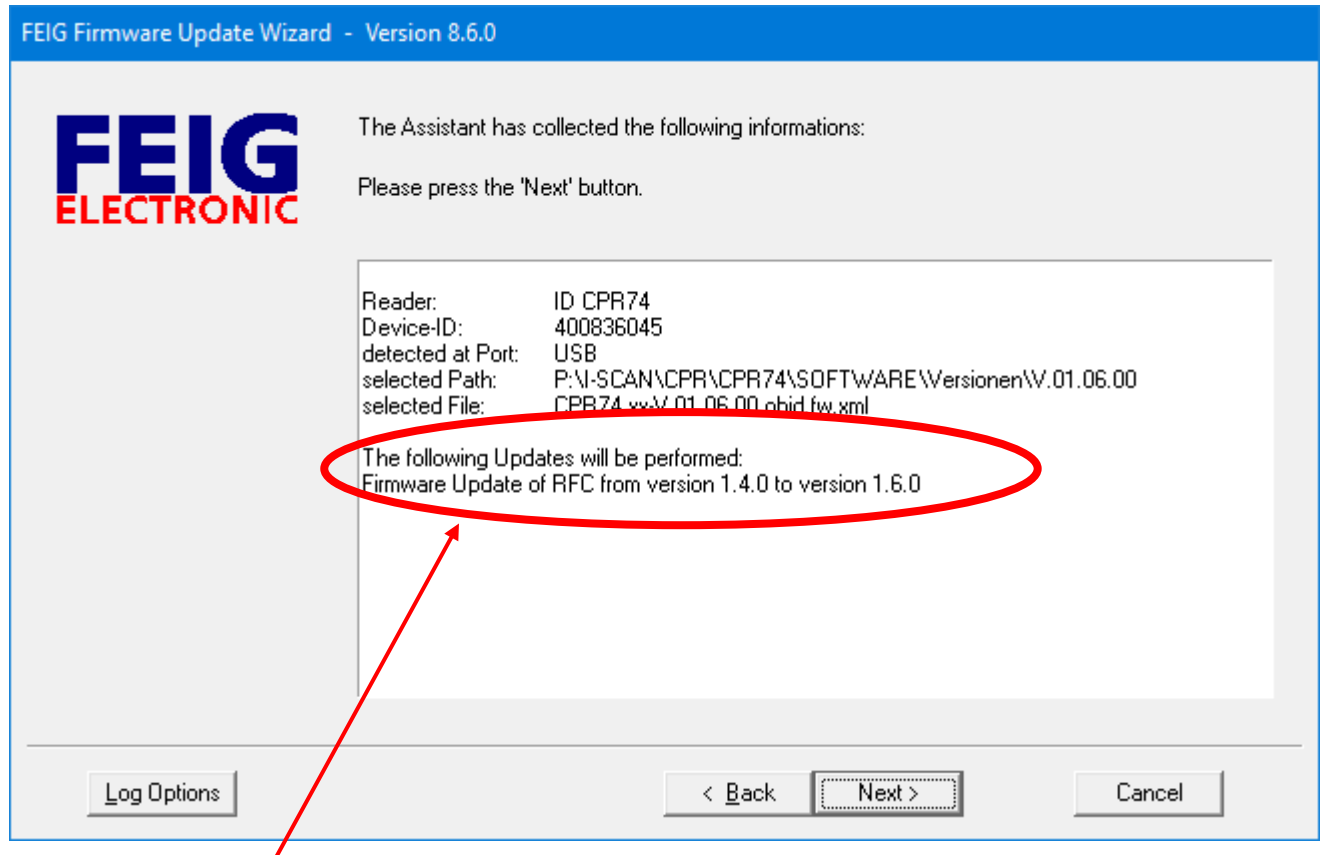 FEIG Firmware Update Wizard - Version 8.6.0
FEIG
ELECTRONIC
The Assistant has collected the following informations:
Please press the 'Next' button.
Reader: ID CPR74
Device-ID: 400836045
detected at Port: USB
selected Path: P:\I-SCAN\CPR\CPR74\SOFTWARE\Versionen\V.01.06.00
selected File: CPR74.xx-V.01.06.00.obid.fw.xml
The following Updates will be performed:
Firmware Update of RFC from version 1.4.0 to version 1.6.0
Log Options
< Back
Next >
Cancel